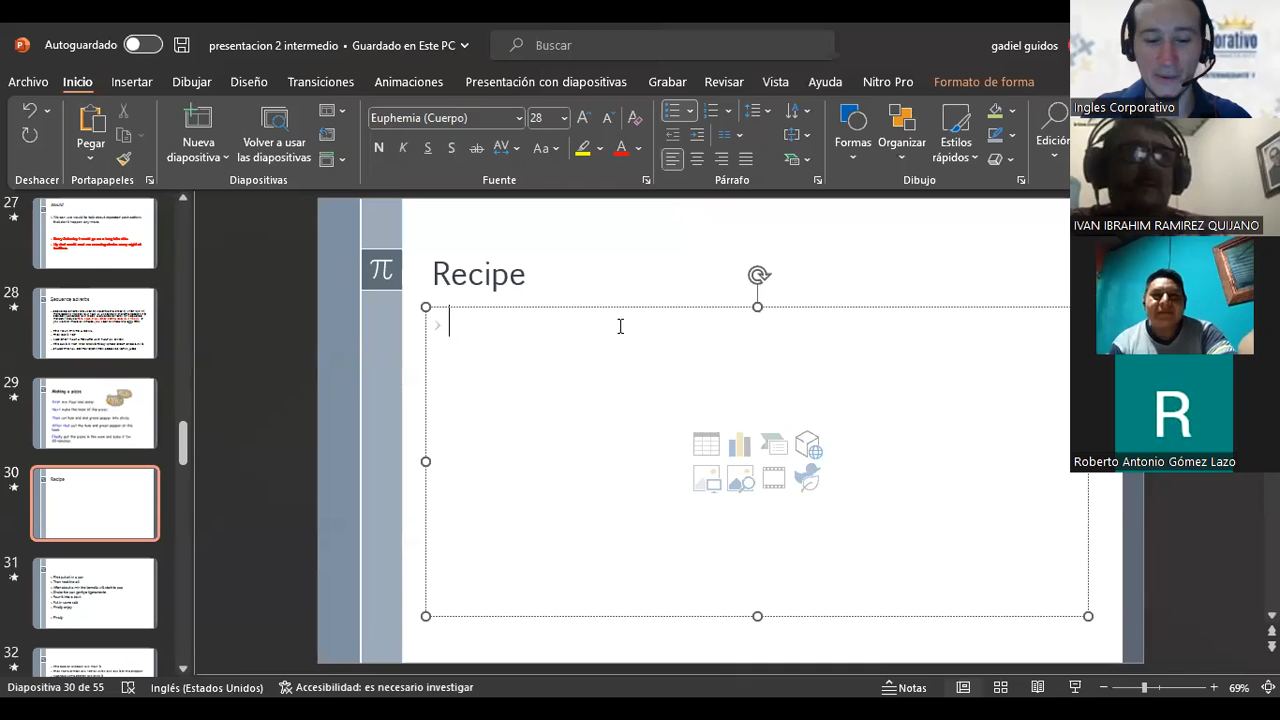 Autoguardado
presentacion 2 intermedio • Guardado en Este PC
Buscar
gadiel guidos
Archivo Inicio Insertar Dibujar Diseño Transiciones Animaciones Presentación con diapositivas Grabar Revisar Vista Ayuda Nitro Pro Formato de forma
Pegar
Nueva diapositiva
Volver a usar las diapositivas
Euphemia (Cuerpo) 28
N K S S ab AV Aa A
Formas Organizar Estilos rápidos Edición
Deshacer Portapapeles Diapositivas Fuente Párrafo Dibujo
Ingles Corporativo
IVAN IBRAHIM RAMIREZ QUIJANO
R
Roberto Antonio Gómez Lazo
27
28
Sequence adverbs
29
Making a pizza
30
Recipe
31
32
π
Recipe
Diapositiva 30 de 55
Inglés (Estados Unidos)
Accesibilidad: es necesario investigar
Notas
69%